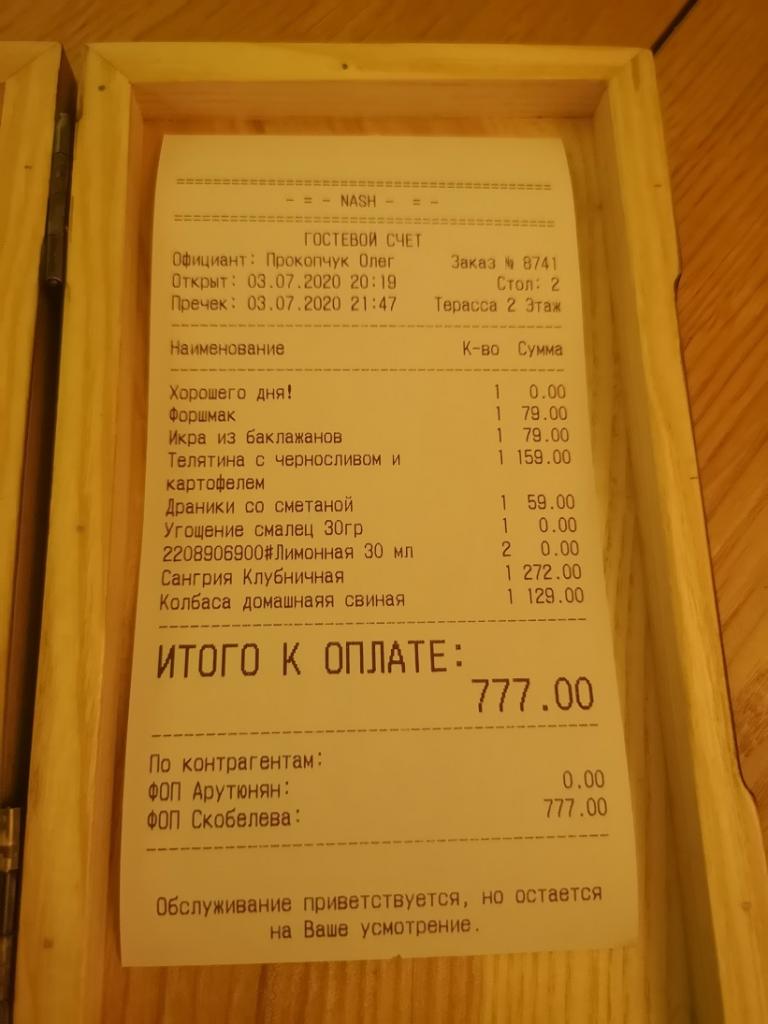 =============================================
- = - NASH - = -
=============================================
ГОСТЕВОЙ СЧЕТ
Официант: Прокопчук Олег Заказ № 8741
Открыт: 03.07.2020 20:19 Стол: 2
Пречек: 03.07.2020 21:47 Терасса 2 Этаж
Наименование К-во Сумма
Хорошего дня! 1 0.00
Форшмак 1 79.00
Икра из баклажанов 1 79.00
Телятина с черносливом и 1 159.00
картофелем
Драники со сметаной 1 59.00
Угощение смалец 30гр 1 0.00
2208906900#Лимонная 30 мл 2 0.00
Сангрия Клубничная 1 272.00
Колбаса домашнаяя свиная 1 129.00
ИТОГО К ОПЛАТЕ:
777.00
По контрагентам:
ФОП Арутюнян: 0.00
ФОП Скобелева: 777.00
Обслуживание приветствуется, но остается
на Ваше усмотрение.